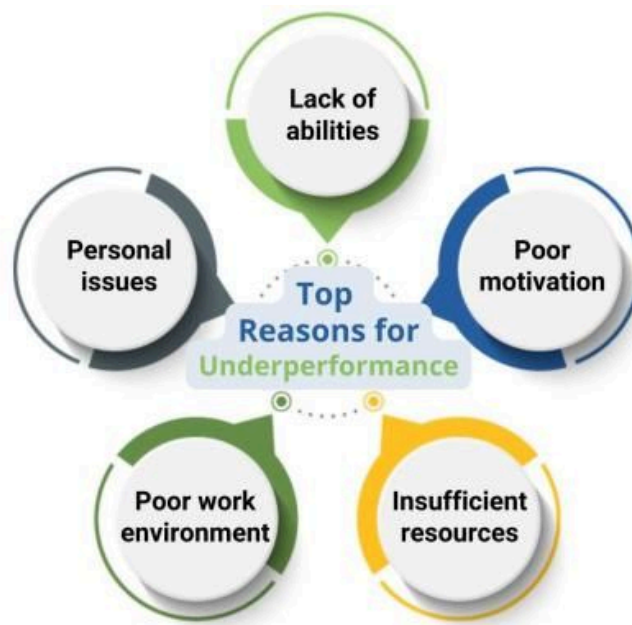 Lack of
abilities
Personal
issues
Poor
motivation
Top
Reasons for
Underperformance
Poor work
environment
Insufficient
resources